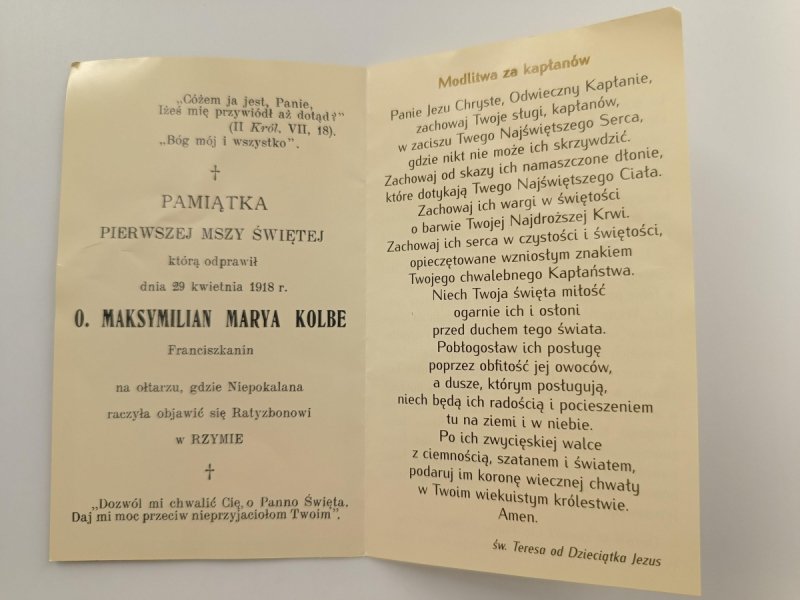 „Cóżem ja jest, Panie,
Iżeś mię przywiódł aż dotąd?”
(II Król. VII, 18).
„Bóg mój i wszystko”.
†
PAMIĄTKA
PIERWSZEJ MSZY ŚWIĘTEJ
którą odprawił
dnia 29 kwietnia 1918 r.
O. MAKSYMILIAN MARYA KOLBE
Franciszkanin
na ołtarzu, gdzie Niepokalana
raczyła objawić się Ratyzbonowi
w RZYMIE
†
„Dozwól mi chwalić Cię, o Panno Święta.
Daj mi moc przeciw nieprzyjaciołom Twoim”.
Modlitwa za kapłanów
Panie Jezu Chryste, Odwieczny Kapłanie,
zachowaj Twoje sługi, kapłanów,
w zaciszu Twego Najświętszego Serca,
gdzie nikt nie może ich skrzywdzić.
Zachowaj od skazy ich namaszczone dłonie,
które dotykają Twego Najświętszego Ciała.
Zachowaj ich wargi w świętości
o barwie Twojej Najdroższej Krwi.
Zachowaj ich serca w czystości i świętości,
opieczętowane wzniosłym znakiem
Twojego chwalebnego Kapłaństwa.
Niech Twoja święta miłość
ogarnie ich i osłoni
przed duchem tego świata.
Pobłogosław ich posługę
poprzez obfitość jej owoców,
a dusze, którym posługują,
niech będą ich radością i pocieszeniem
tu na ziemi i w niebie.
Po ich zwycięskiej walce
z ciemnością, szatanem i światem,
podaruj im koronę wiecznej chwały
w Twoim wiekuistym królestwie.
Amen.
św. Teresa od Dzieciątka Jezus